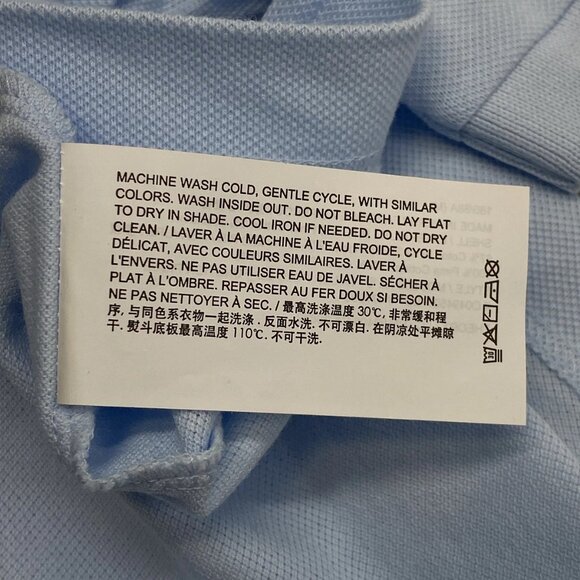 MACHINE WASH COLD, GENTLE CYCLE, WITH SIMILAR
COLORS. WASH INSIDE OUT. DO NOT BLEACH. LAY FLAT
TO DRY IN SHADE. COOL IRON IF NEEDED. DO NOT DRY
CLEAN. / LAVER À LA MACHINE À L'EAU FROIDE, CYCLE
DÉLICAT, AVEC COULEURS SIMILAIRES. LAVER À
L'ENVERS. NE PAS UTILISER EAU DE JAVEL. SÉCHER À
PLAT À L'OMBRE. REPASSER AU FER DOUX SI BESOIN.
NE PAS NETTOYER À SEC. / 最高洗涤温度 30℃, 非常缓和程
序, 与同色系衣物一起洗涤 . 反面水洗. 不可漂白. 在阴凉处平摊晾
干. 熨斗底板最高温度 110℃. 不可干洗.